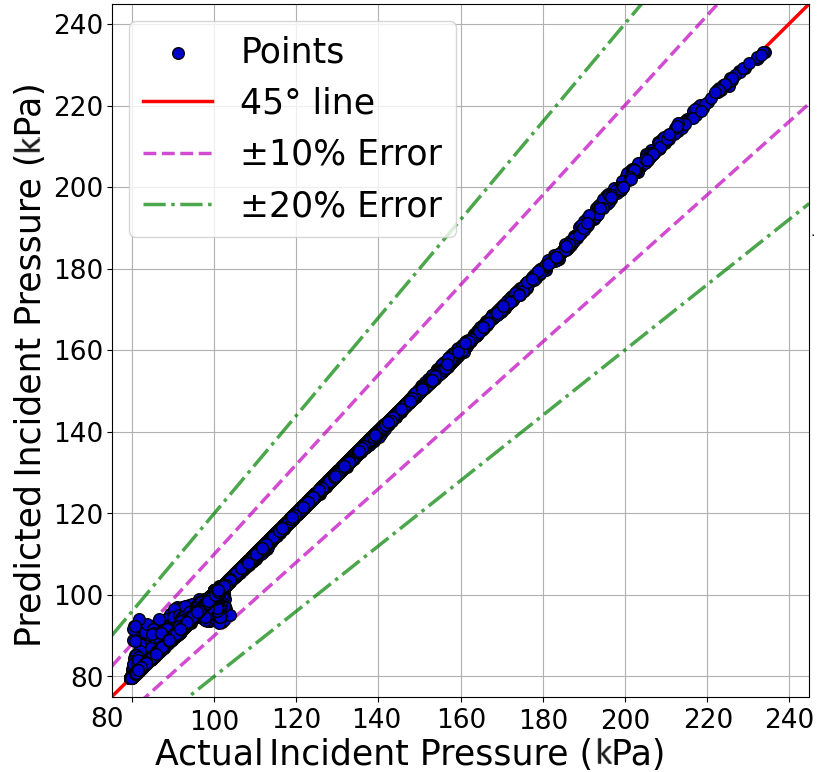 Points
45° line
±10% Error
±20% Error
Predicted Incident Pressure (kPa)
240
220
200
180
160
140
120
100
80
80 100 120 140 160 180 200 220 240
Actual Incident Pressure (kPa)